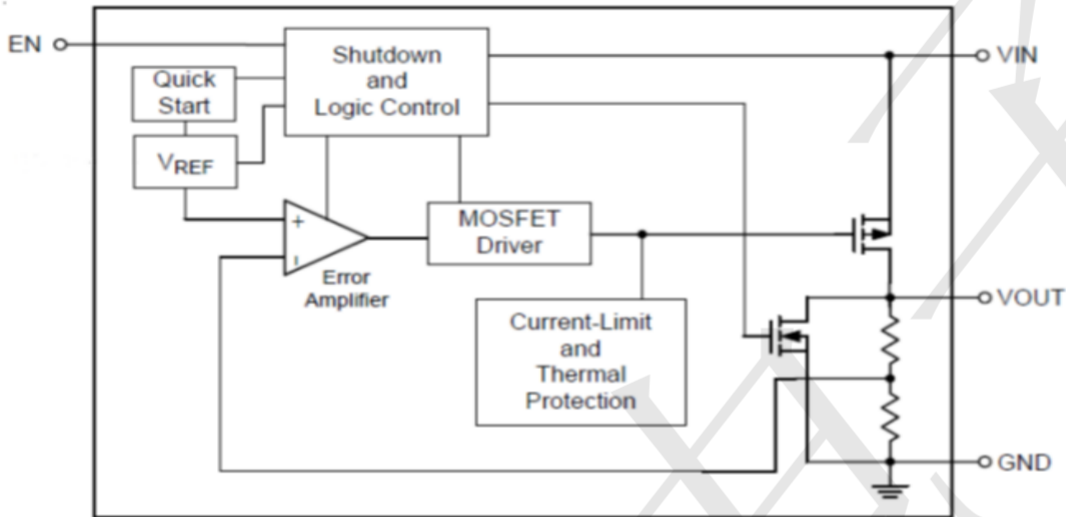 EN
Shutdown
and
Logic Control
VIN
Quick
Start
VREF
+
-
Error
Amplifier
MOSFET
Driver
Current-Limit
and
Thermal
Protection
VOUT
GND